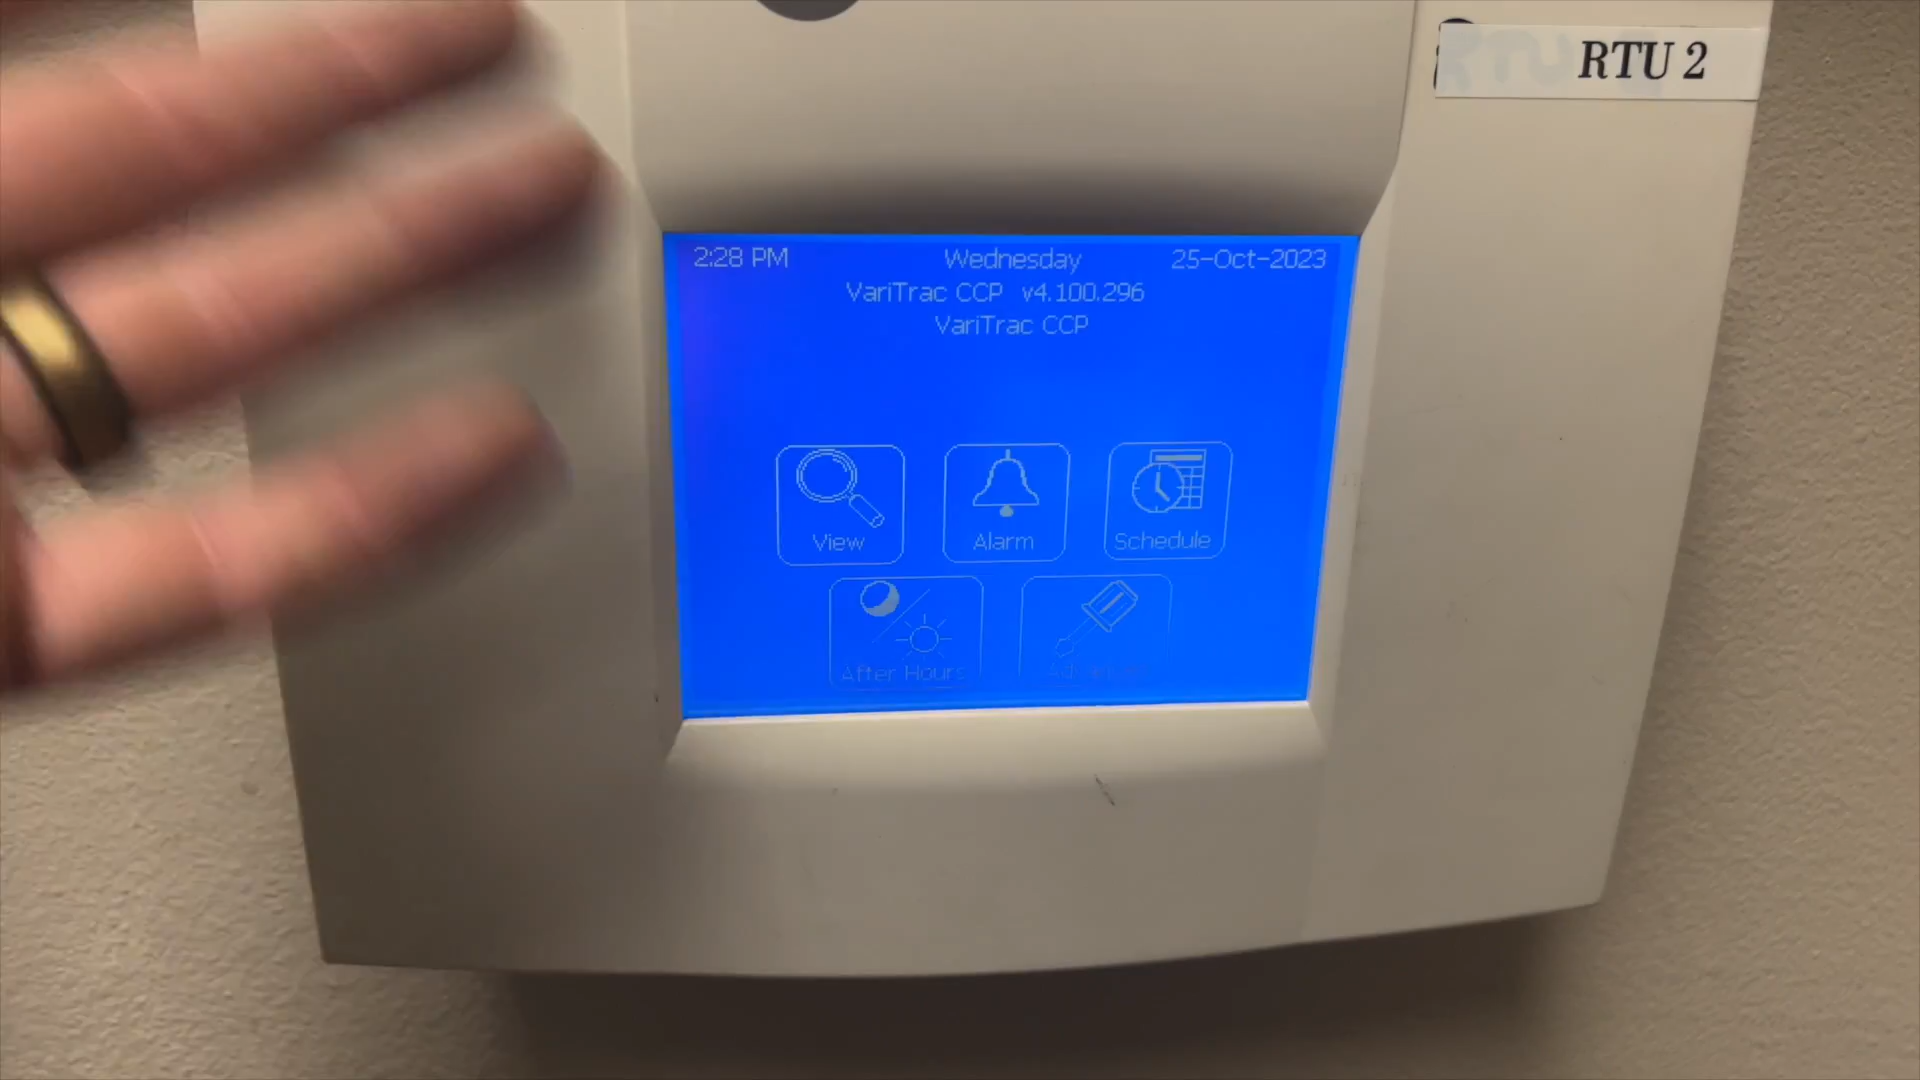 RTU 2
2:28 PM Wednesday 25-Oct-2023
VariTrac CCP v4.100.296
VariTrac CCP
View Alarm Schedule
After Hours